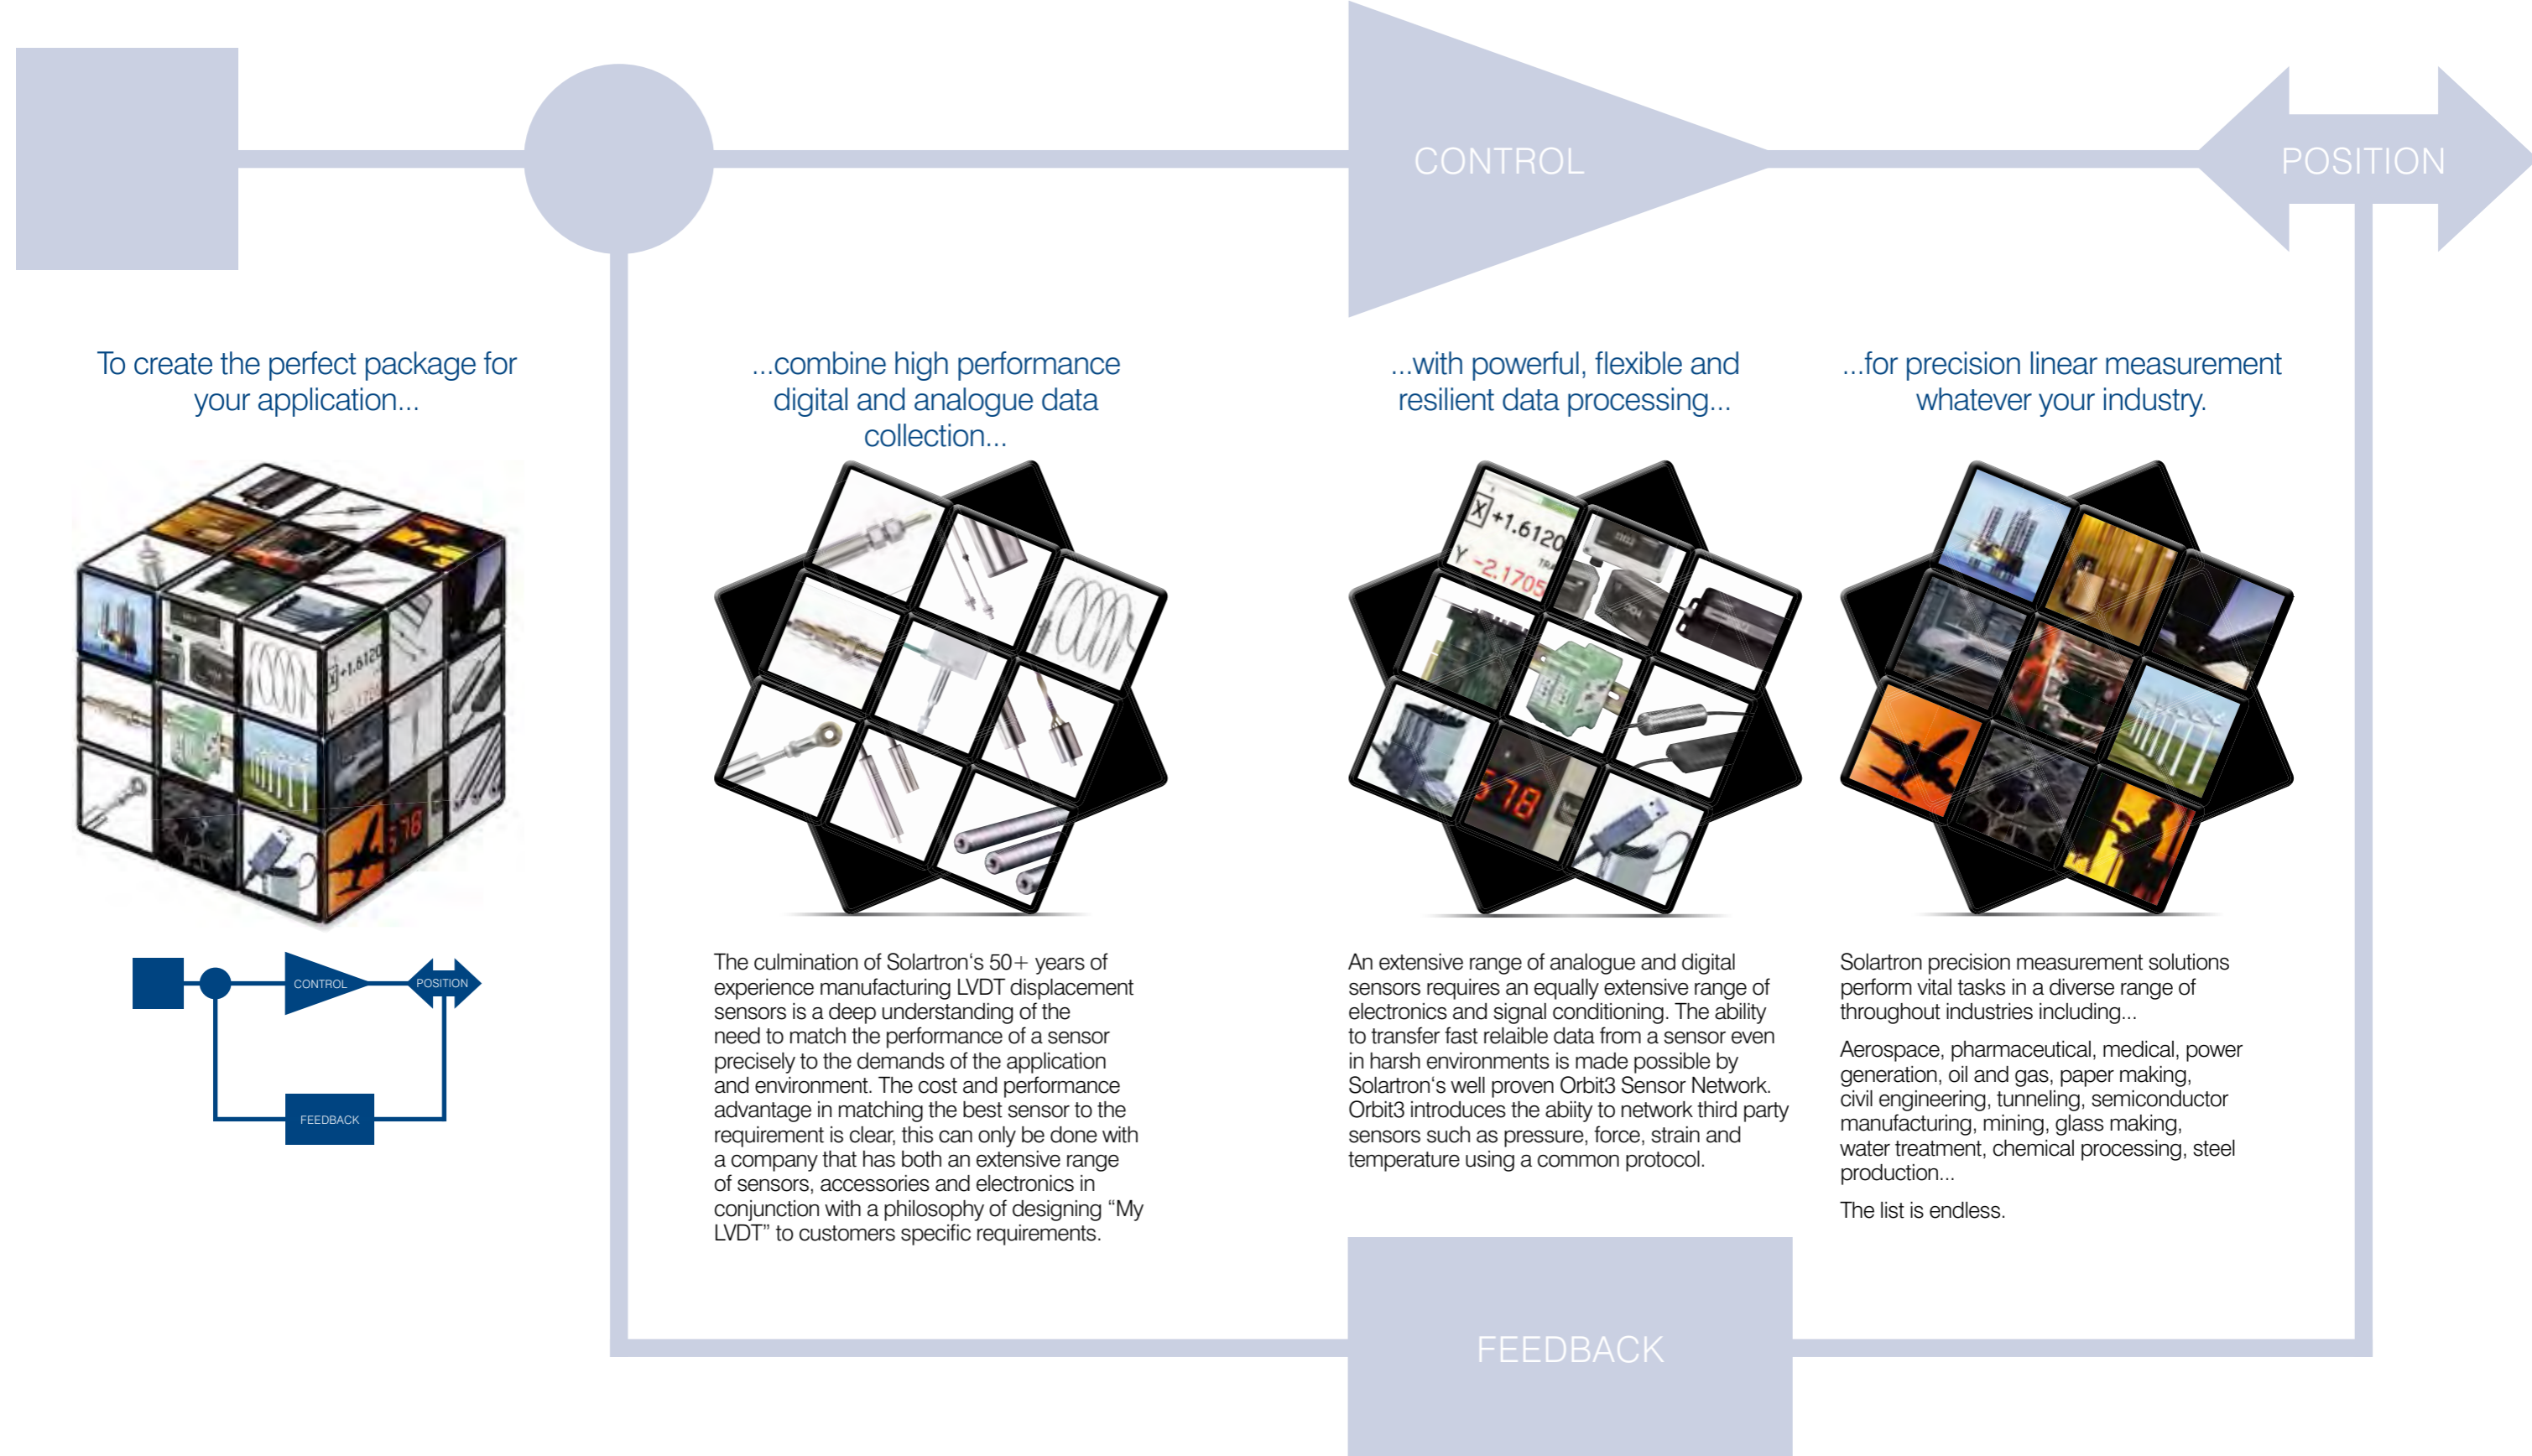 CONTROL
POSITION
To create the perfect package for
your application...
CONTROL
POSITION
FEEDBACK
...combine high performance
digital and analogue data
collection...
The culmination of Solartron‘s 50+ years of
experience manufacturing LVDT displacement
sensors is a deep understanding of the
need to match the performance of a sensor
precisely to the demands of the application
and environment. The cost and performance
advantage in matching the best sensor to the
requirement is clear, this can only be done with
a company that has both an extensive range
of sensors, accessories and electronics in
conjunction with a philosophy of designing “My
LVDT” to customers specific requirements.
...with powerful, flexible and
resilient data processing...
X +1.6120
Y -2.1705
578
An extensive range of analogue and digital
sensors requires an equally extensive range of
electronics and signal conditioning. The ability
to transfer fast relaible data from a sensor even
in harsh environments is made possible by
Solartron‘s well proven Orbit3 Sensor Network.
Orbit3 introduces the abiity to network third party
sensors such as pressure, force, strain and
temperature using a common protocol.
...for precision linear measurement
whatever your industry.
Solartron precision measurement solutions
perform vital tasks in a diverse range of
throughout industries including...
Aerospace, pharmaceutical, medical, power
generation, oil and gas, paper making,
civil engineering, tunneling, semiconductor
manufacturing, mining, glass making,
water treatment, chemical processing, steel
production...
The list is endless.
FEEDBACK